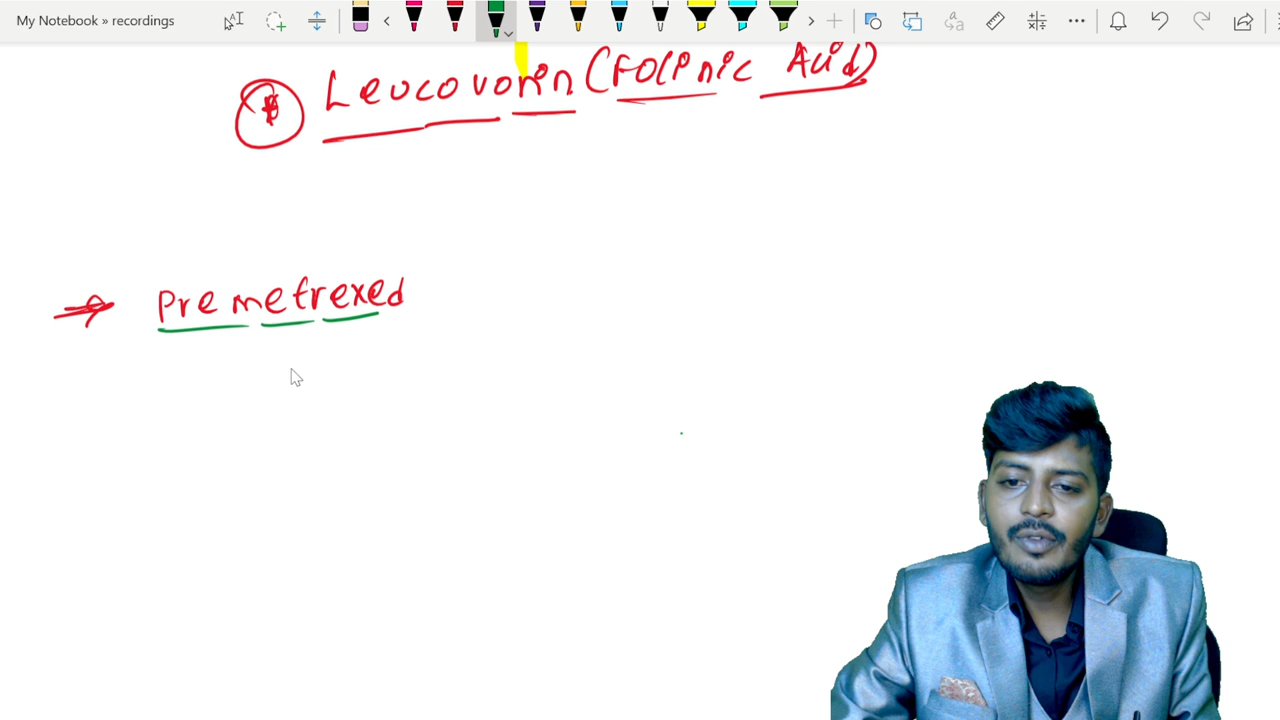 My Notebook » recordings
Leucovorin (Folinic Acid)
Premetrexed